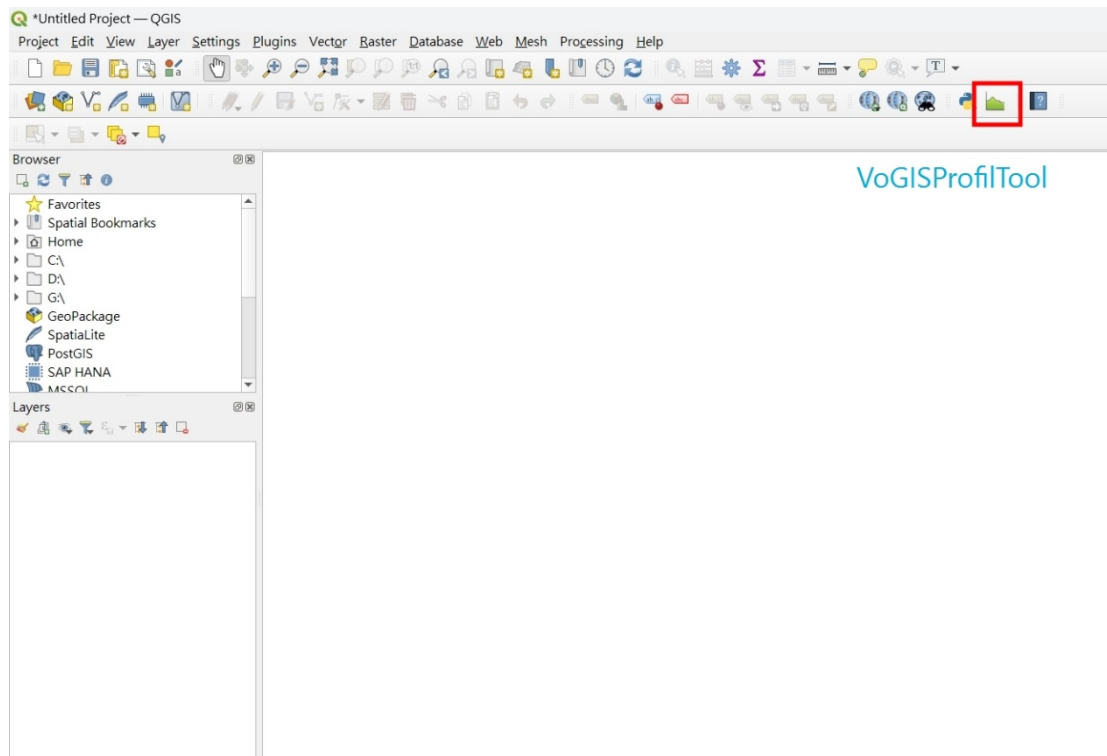 *Untitled Project — QGIS
Project Edit View Layer Settings Plugins Vector Raster Database Web Mesh Processing Help
Browser
VoGISProfilTool
Favorites
Spatial Bookmarks
Home
C:\
D:\
G:\
GeoPackage
SpatiaLite
PostGIS
SAP HANA
MSSQL
Layers